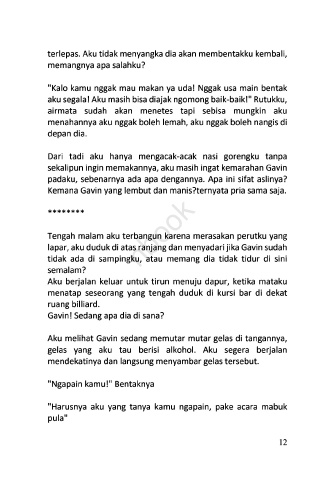 terlepas. Aku tidak menyangka dia akan membentakku kembali,
memangnya apa salahku?
"Kalo kamu nggak mau makan ya uda! Nggak usa main bentak
aku segala! Aku masih bisa diajak ngomong baik-baik!" Rutukku,
airmata sudah akan menetes tapi sebisa mungkin aku
menahannya aku nggak boleh lemah, aku nggak boleh nangis di
depan dia.
Dari tadi aku hanya mengacak-acak nasi gorengku tanpa
sekalipun ingin memakannya, aku masih ingat kemarahan Gavin
padaku, sebenarnya ada apa dengannya. Apa ini sifat aslinya?
Kemana Gavin yang lembut dan manis?ternyata pria sama saja.
********
Tengah malam aku terbangun karena merasakan perutku yang
lapar, aku duduk di atas ranjang dan menyadari jika Gavin sudah
tidak ada di sampingku, atau memang dia tidak tidur di sini
semalam?
Aku berjalan keluar untuk tirun menuju dapur, ketika mataku
menatap seseorang yang tengah duduk di kursi bar di dekat
ruang billiard.
Gavin! Sedang apa dia di sana?
Aku melihat Gavin sedang memutar mutar gelas di tangannya,
gelas yang aku tau berisi alkohol. Aku segera berjalan
mendekatinya dan langsung menyambar gelas tersebut.
"Ngapain kamu!" Bentaknya
"Harusnya aku yang tanya kamu ngapain, pake acara mabuk
pula"
12